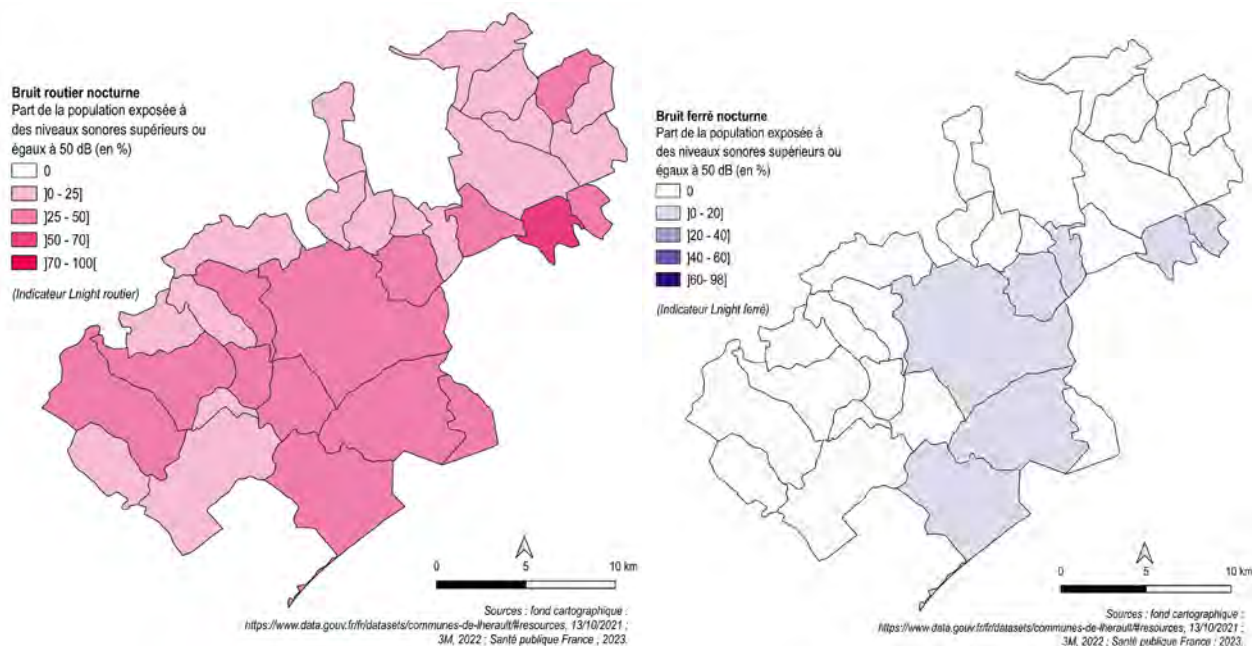 Bruit routier nocturne
Part de la population exposée à
des niveaux sonores supérieurs ou
égaux à 50 dB (en %)
0
]0 - 25]
]25 - 50]
]50 - 70]
]70 - 100[
(Indicateur Lnight routier)
0
5
10 km
Sources : fond cartographique :
https://www.data.gouv.fr/fr/datasets/communes-de-lherault/#resources, 13/10/2021 ;
3M, 2022 ; Santé publique France ; 2023.
Bruit ferré nocturne
Part de la population exposée à
des niveaux sonores supérieurs ou
égaux à 50 dB (en %)
0
]0 - 20]
]20 - 40]
]40 - 60]
]60 - 98]
(Indicateur Lnight ferré)
0
5
10 km
Sources : fond cartographique :
https://www.data.gouv.fr/fr/datasets/communes-de-lherault/#resources, 13/10/2021 ;
3M, 2022 ; Santé publique France ; 2023.